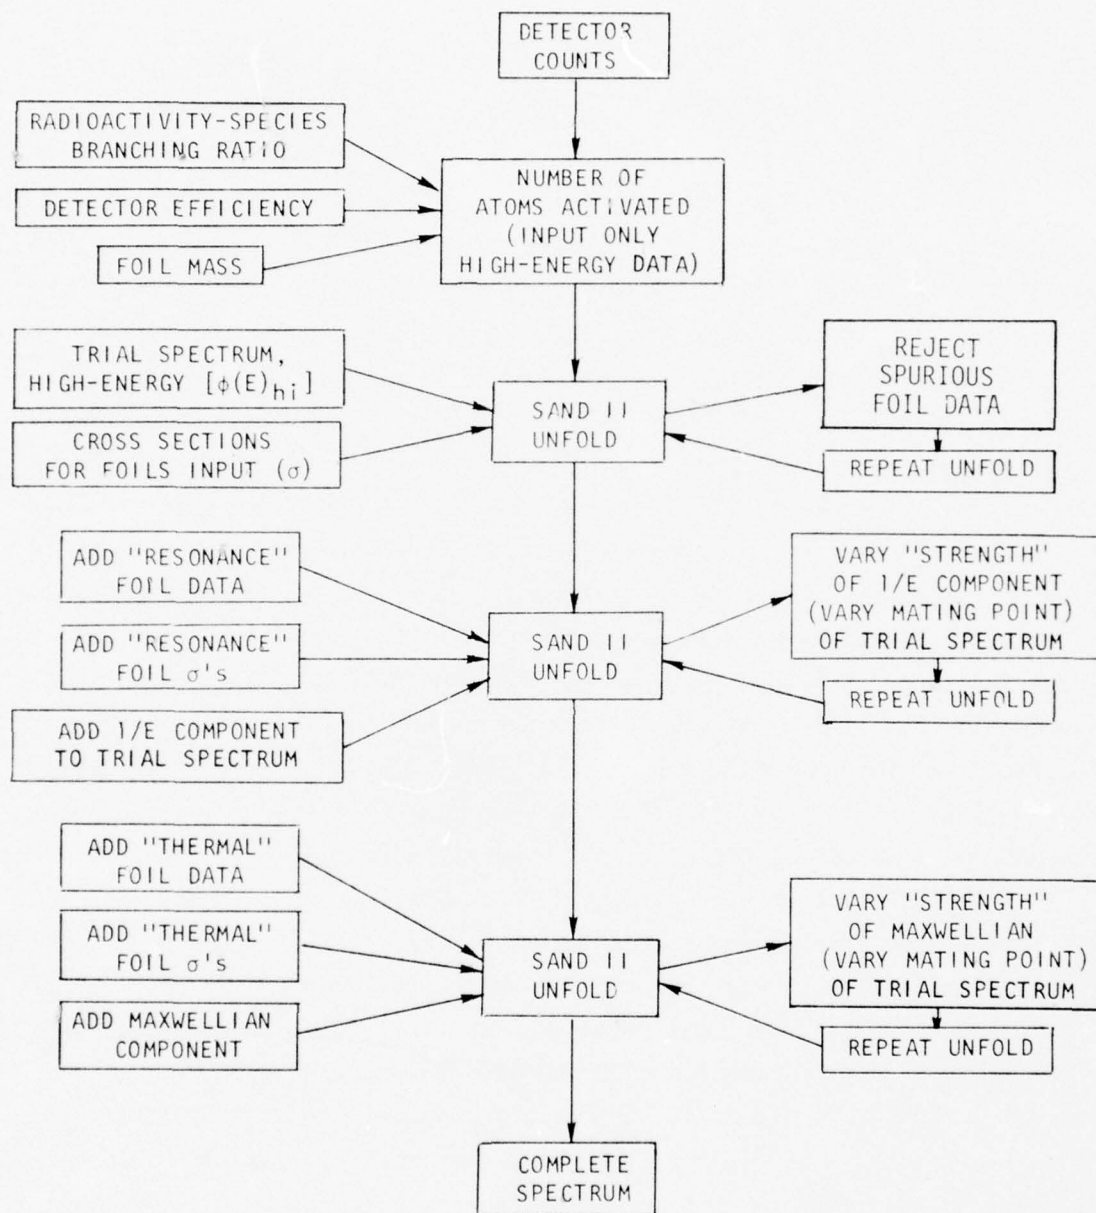 DETECTOR
COUNTS
RADIOACTIVITY-SPECIES
BRANCHING RATIO
DETECTOR EFFICIENCY
FOIL MASS
NUMBER OF
ATOMS ACTIVATED
(INPUT ONLY
HIGH-ENERGY DATA)
TRIAL SPECTRUM,
HIGH-ENERGY [ϕ(E)hi]
CROSS SECTIONS
FOR FOILS INPUT (σ)
SAND II
UNFOLD
REJECT
SPURIOUS
FOIL DATA
REPEAT UNFOLD
ADD "RESONANCE"
FOIL DATA
ADD "RESONANCE"
FOIL σ's
ADD 1/E COMPONENT
TO TRIAL SPECTRUM
SAND II
UNFOLD
VARY "STRENGTH"
OF 1/E COMPONENT
(VARY MATING POINT)
OF TRIAL SPECTRUM
REPEAT UNFOLD
ADD "THERMAL"
FOIL DATA
ADD "THERMAL"
FOIL σ's
ADD MAXWELLIAN
COMPONENT
SAND II
UNFOLD
VARY "STRENGTH"
OF MAXWELLIAN
(VARY MATING POINT)
OF TRIAL SPECTRUM
REPEAT UNFOLD
COMPLETE
SPECTRUM